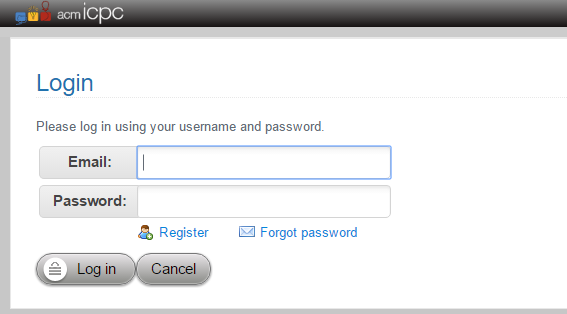 acm icpc
Login
Please log in using your username and password.
Email:
Password:
Register Forgot password
Log in Cancel